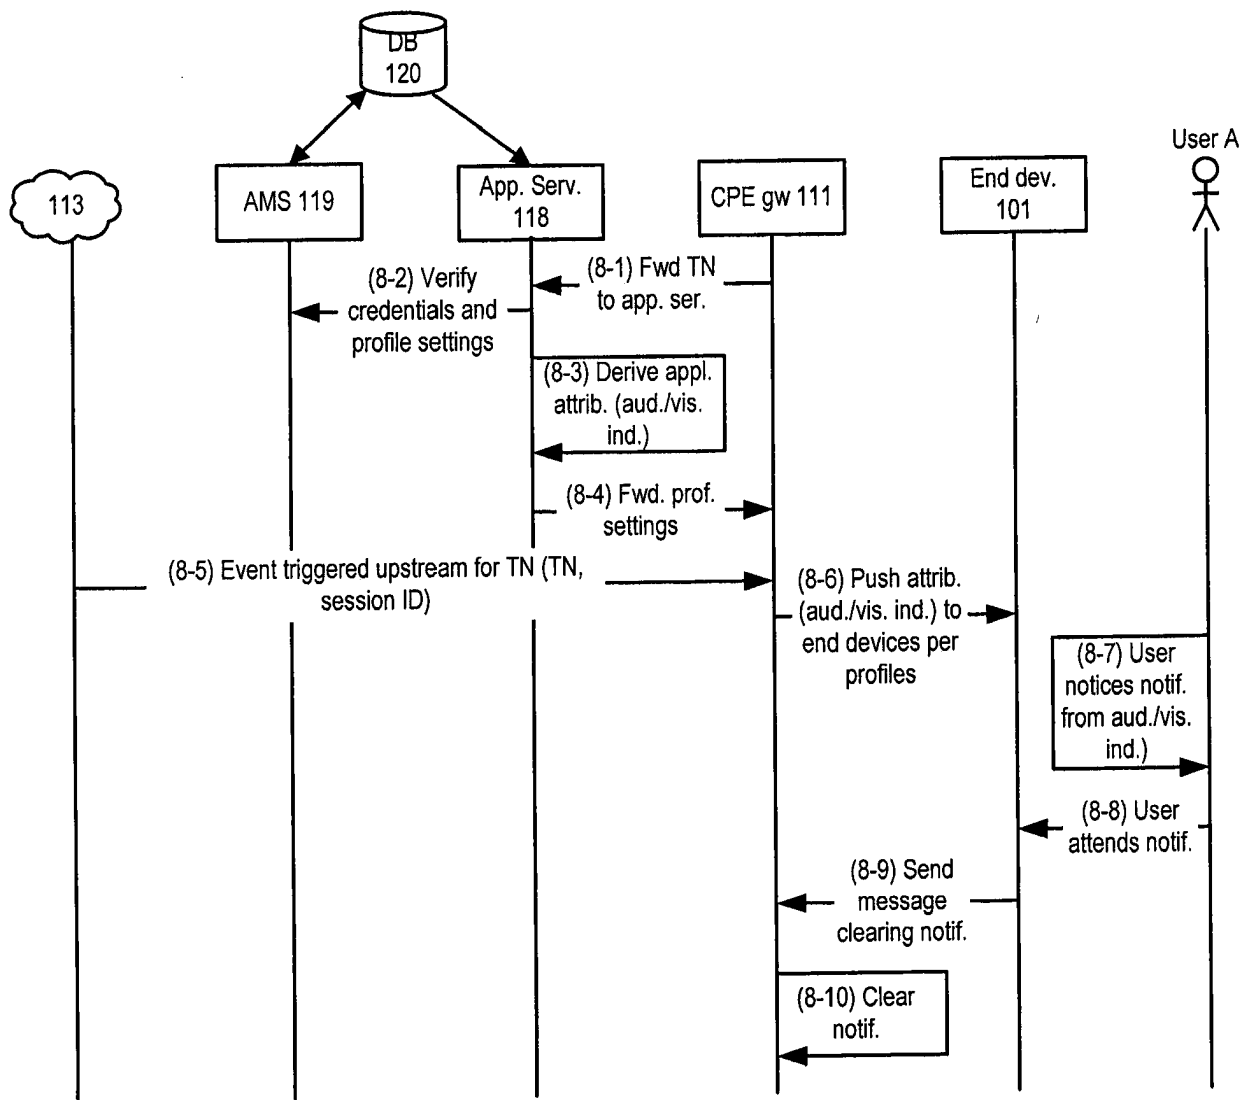 DB
120
User A
113
AMS 119
App. Serv.
118
CPE gw 111
End dev.
101
(8-1) Fwd TN
to app. ser.
(8-2) Verify
credentials and
profile settings
(8-3) Derive appl.
attrib. (aud./vis.
ind.)
(8-4) Fwd. prof.
settings
(8-5) Event triggered upstream for TN (TN,
session ID)
(8-6) Push attrib.
(aud./vis. ind.) to
end devices per
profiles
(8-7) User
notices notif.
from aud./vis.
ind.)
(8-8) User
attends notif.
(8-9) Send
message
clearing notif.
(8-10) Clear
notif.